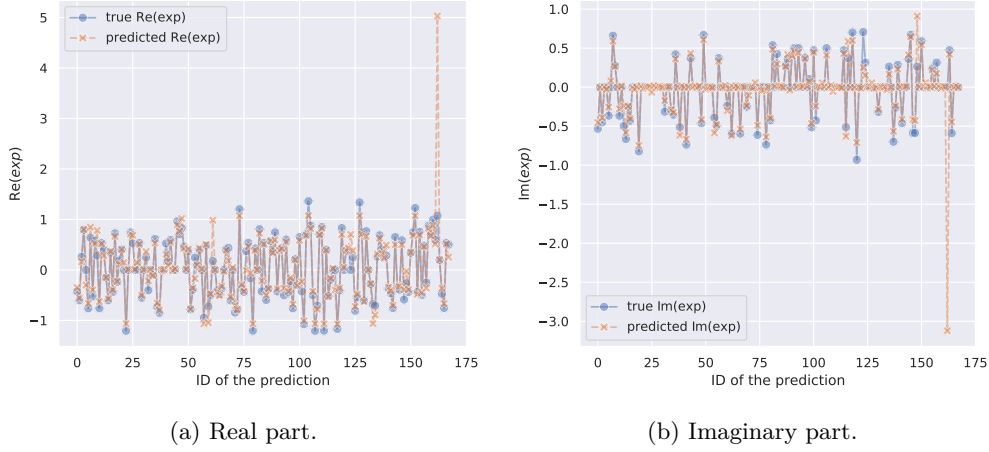 true Re(exp)
predicted Re(exp)
5
4
3
2
1
0
−1
Re(exp)
0 25 50 75 100 125 150 175
ID of the prediction
(a) Real part.
1.0
0.5
0.0
−0.5
−1.0
−1.5
−2.0
−2.5
−3.0
Im(exp)
true Im(exp)
predicted Im(exp)
0 25 50 75 100 125 150 175
ID of the prediction
(b) Imaginary part.